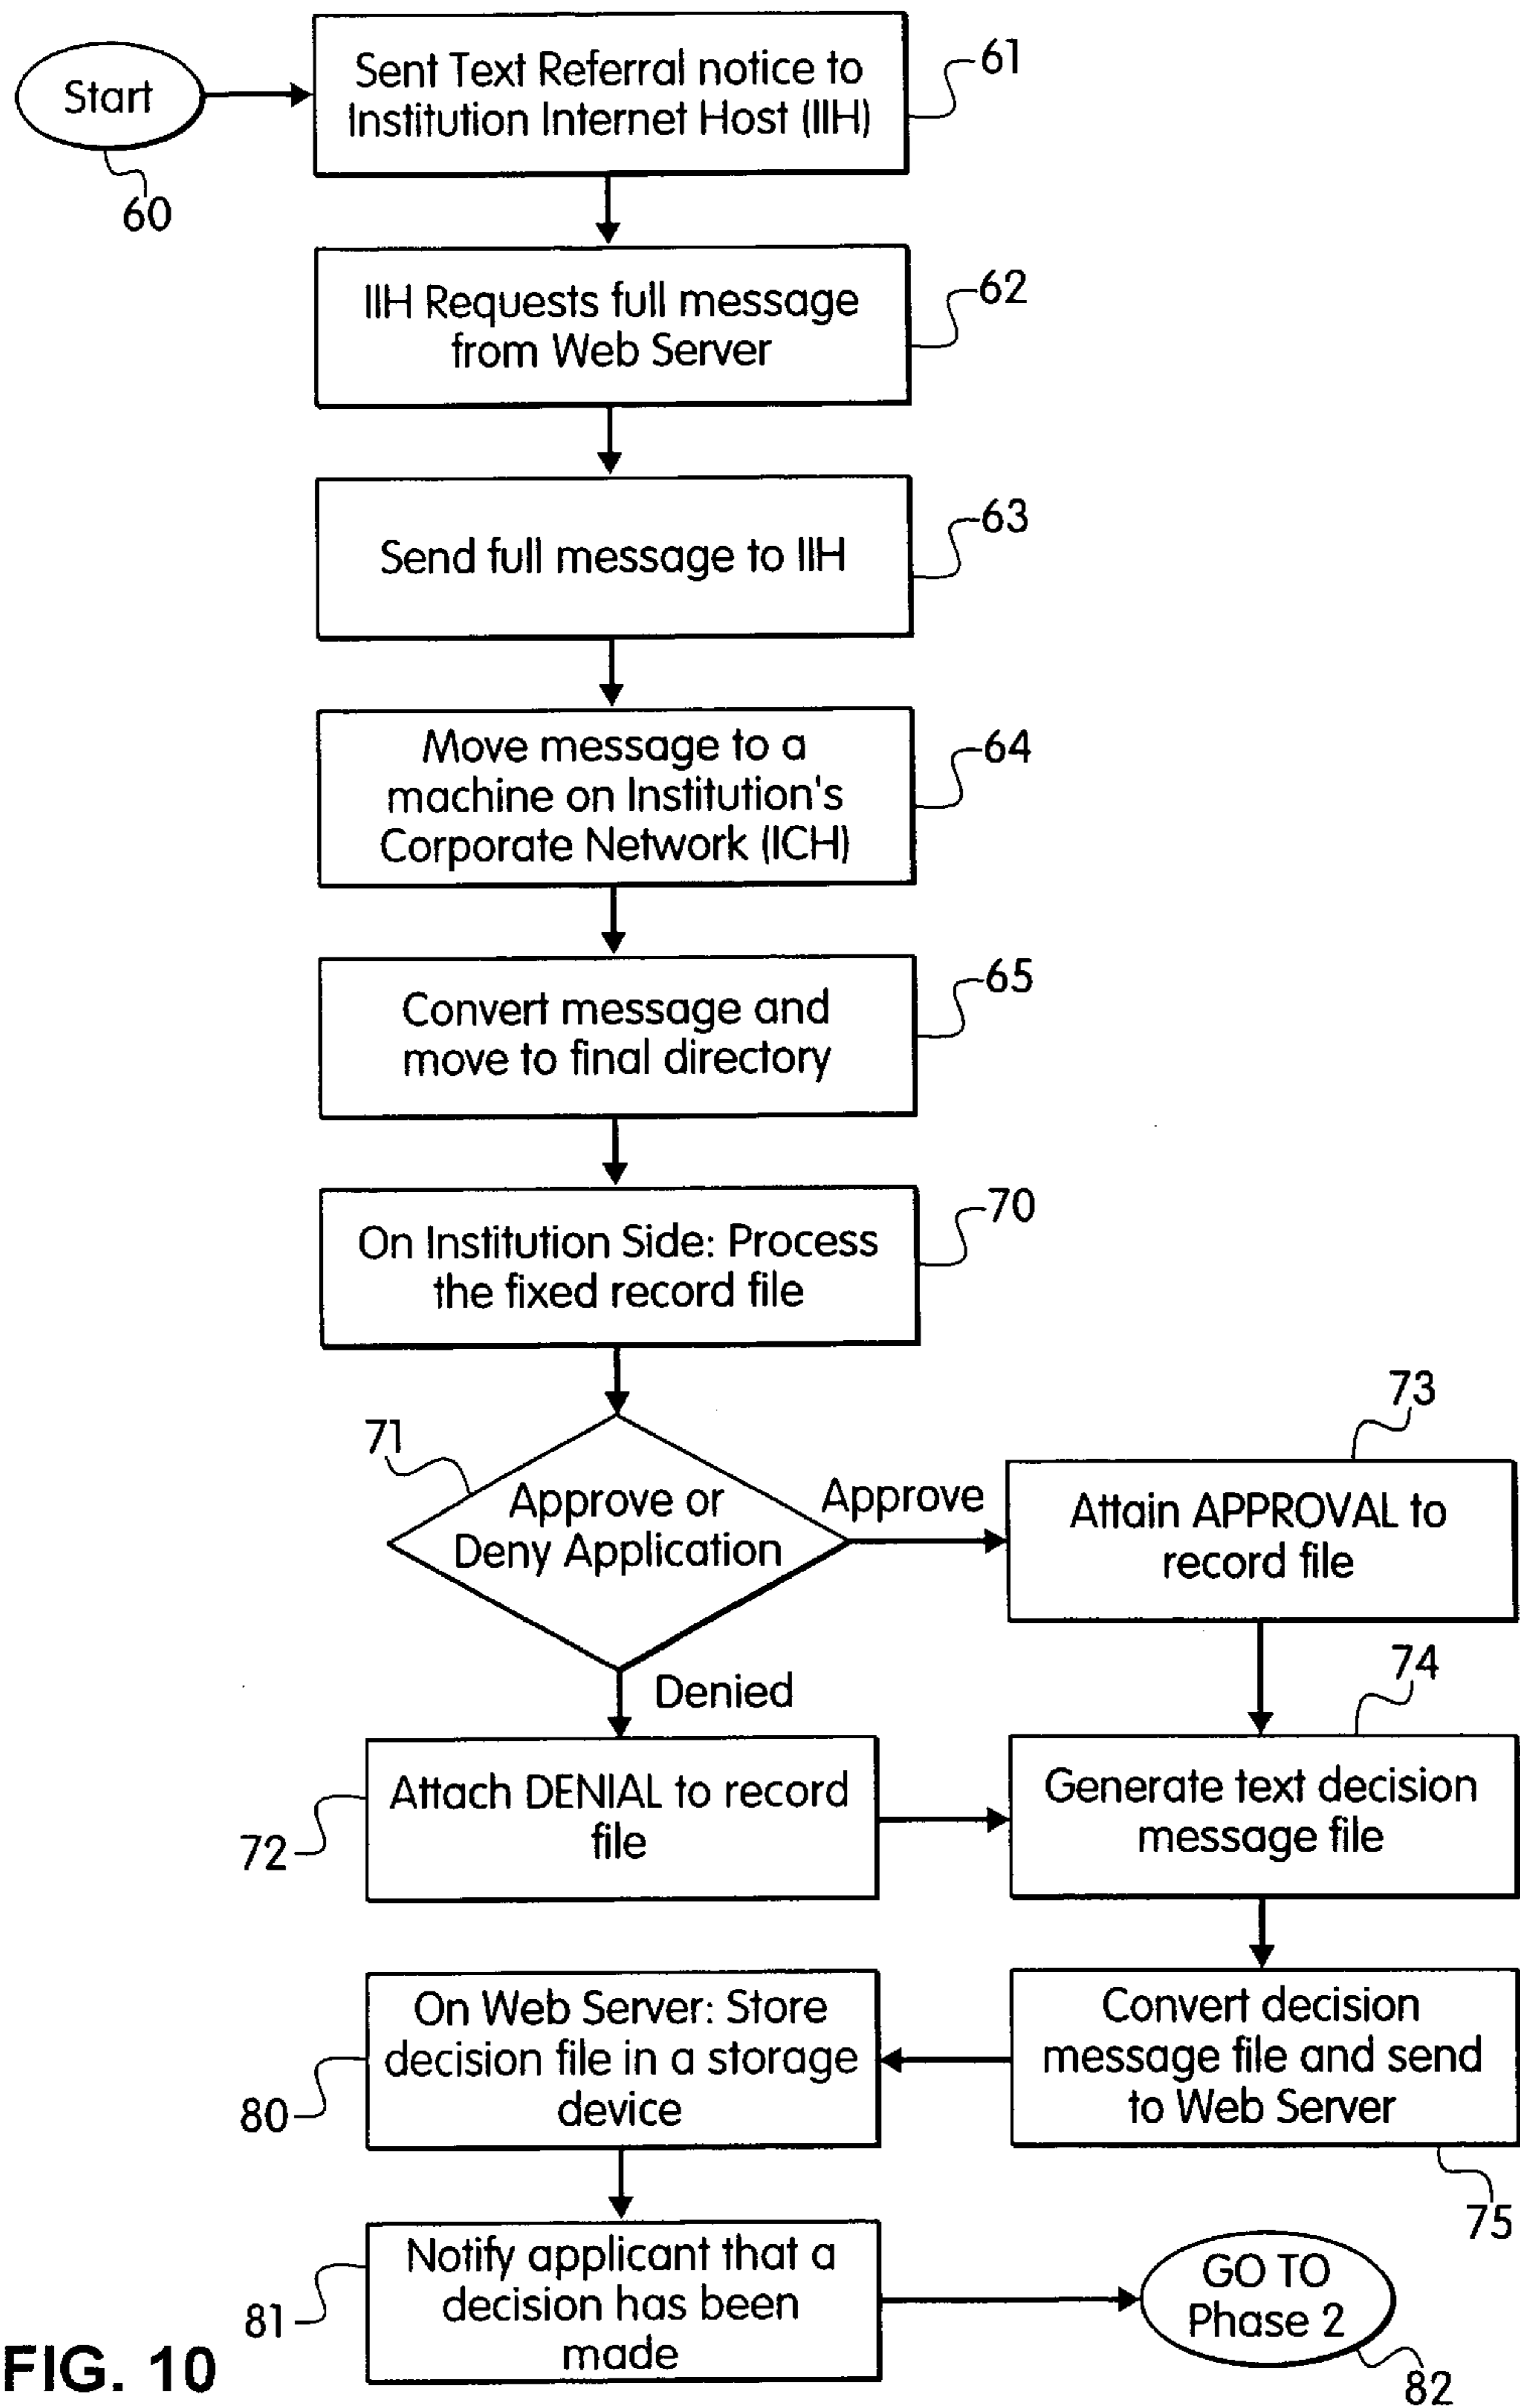 Start
60
Sent Text Referral notice to
Institution Internet Host (IIH)
61
IIH Requests full message
from Web Server
62
Send full message to IIH
63
Move message to a
machine on Institution's
Corporate Network (ICH)
64
Convert message and
move to final directory
65
On Institution Side: Process
the fixed record file
70
71
Approve or
Deny Application
Approve
73
Attain APPROVAL to
record file
Denied
74
Attach DENIAL to record
file
72
Generate text decision
message file
On Web Server: Store
decision file in a storage
device
80
Convert decision
message file and send
to Web Server
75
Notify applicant that a
decision has been
made
81
GO TO
Phase 2
82
FIG. 10